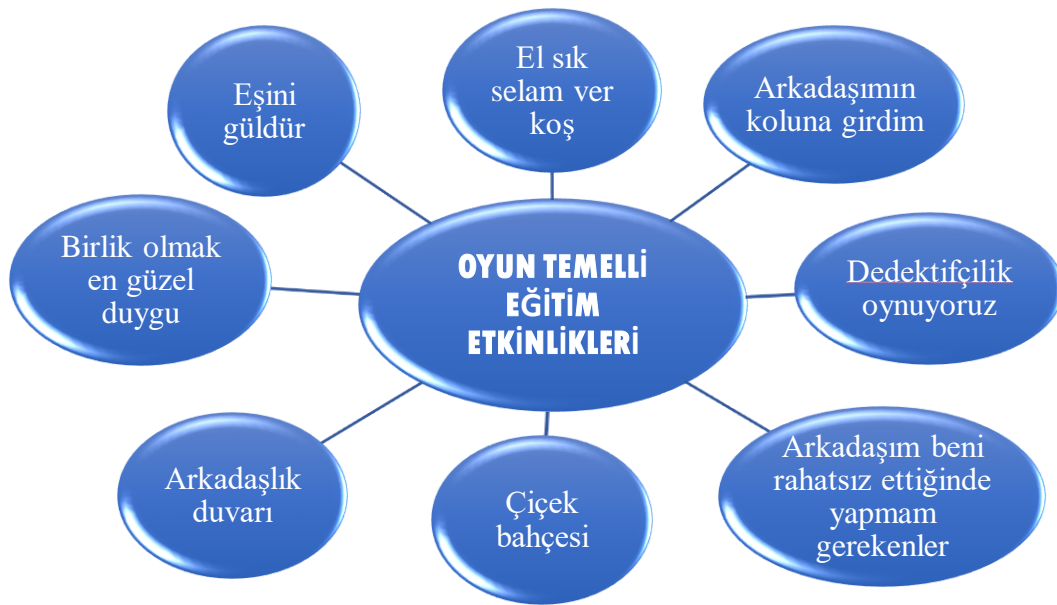 Eşini
güldür
El sık
selam ver
koş
Arkadaşımın
koluna girdim
Birlik olmak
en güzel
duygu
OYUN TEMELLİ
EĞİTİM
ETKİNLİKLERİ
Dedektifçilik
oynuyoruz
Arkadaşlık
duvarı
Çiçek
bahçesi
Arkadaşım beni
rahatsız ettiğinde
yapmam
gerekenler